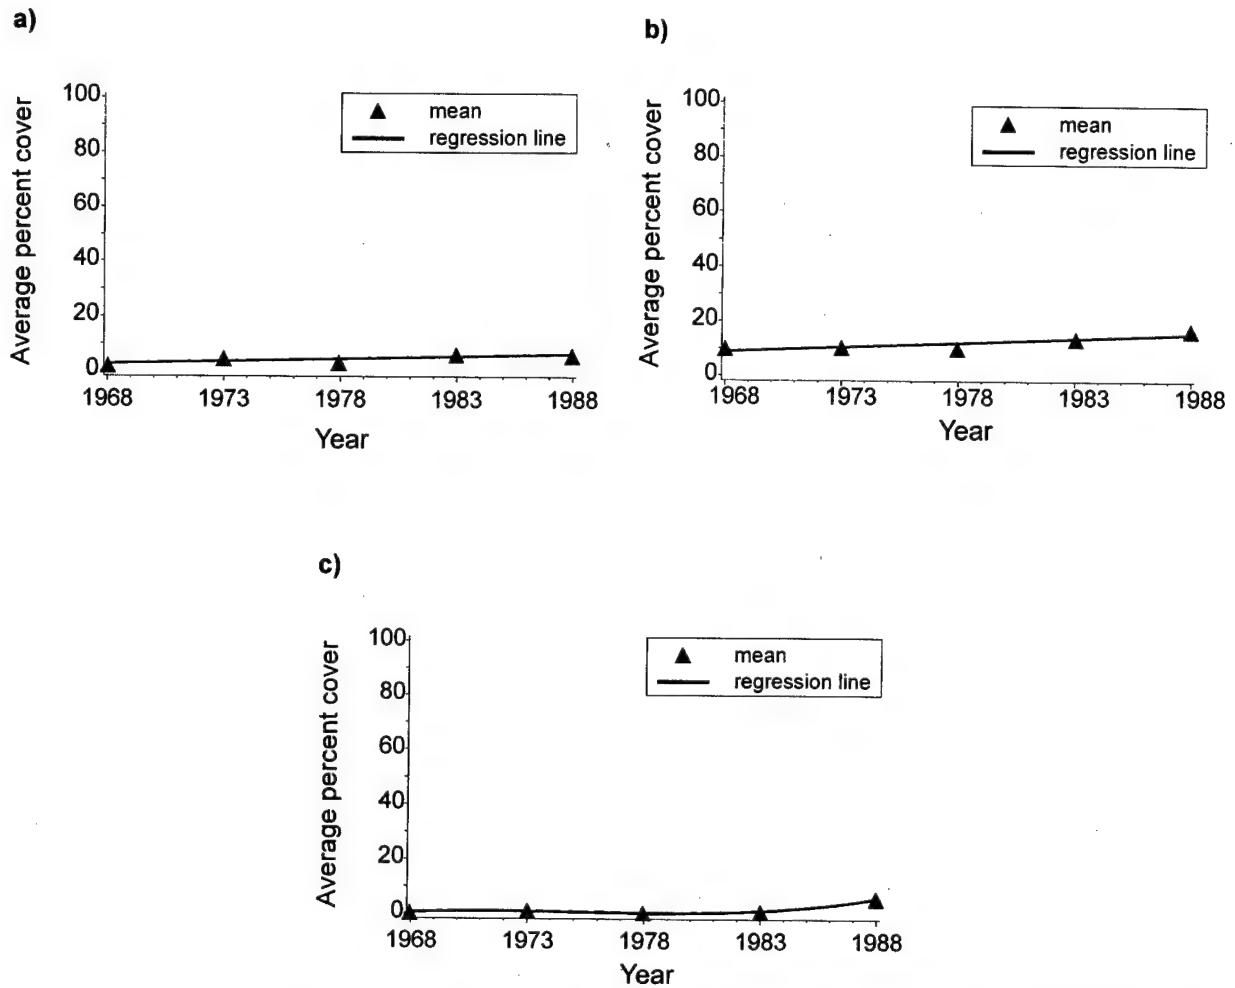 a)
Average percent cover
100
80
60
40
20
0
mean
regression line
1968 1973 1978 1983 1988
Year
b)
Average percent cover
100
80
60
40
20
0
mean
regression line
1968 1973 1978 1983 1988
Year
c)
Average percent cover
100
80
60
40
20
0
mean
regression line
1968 1973 1978 1983 1988
Year